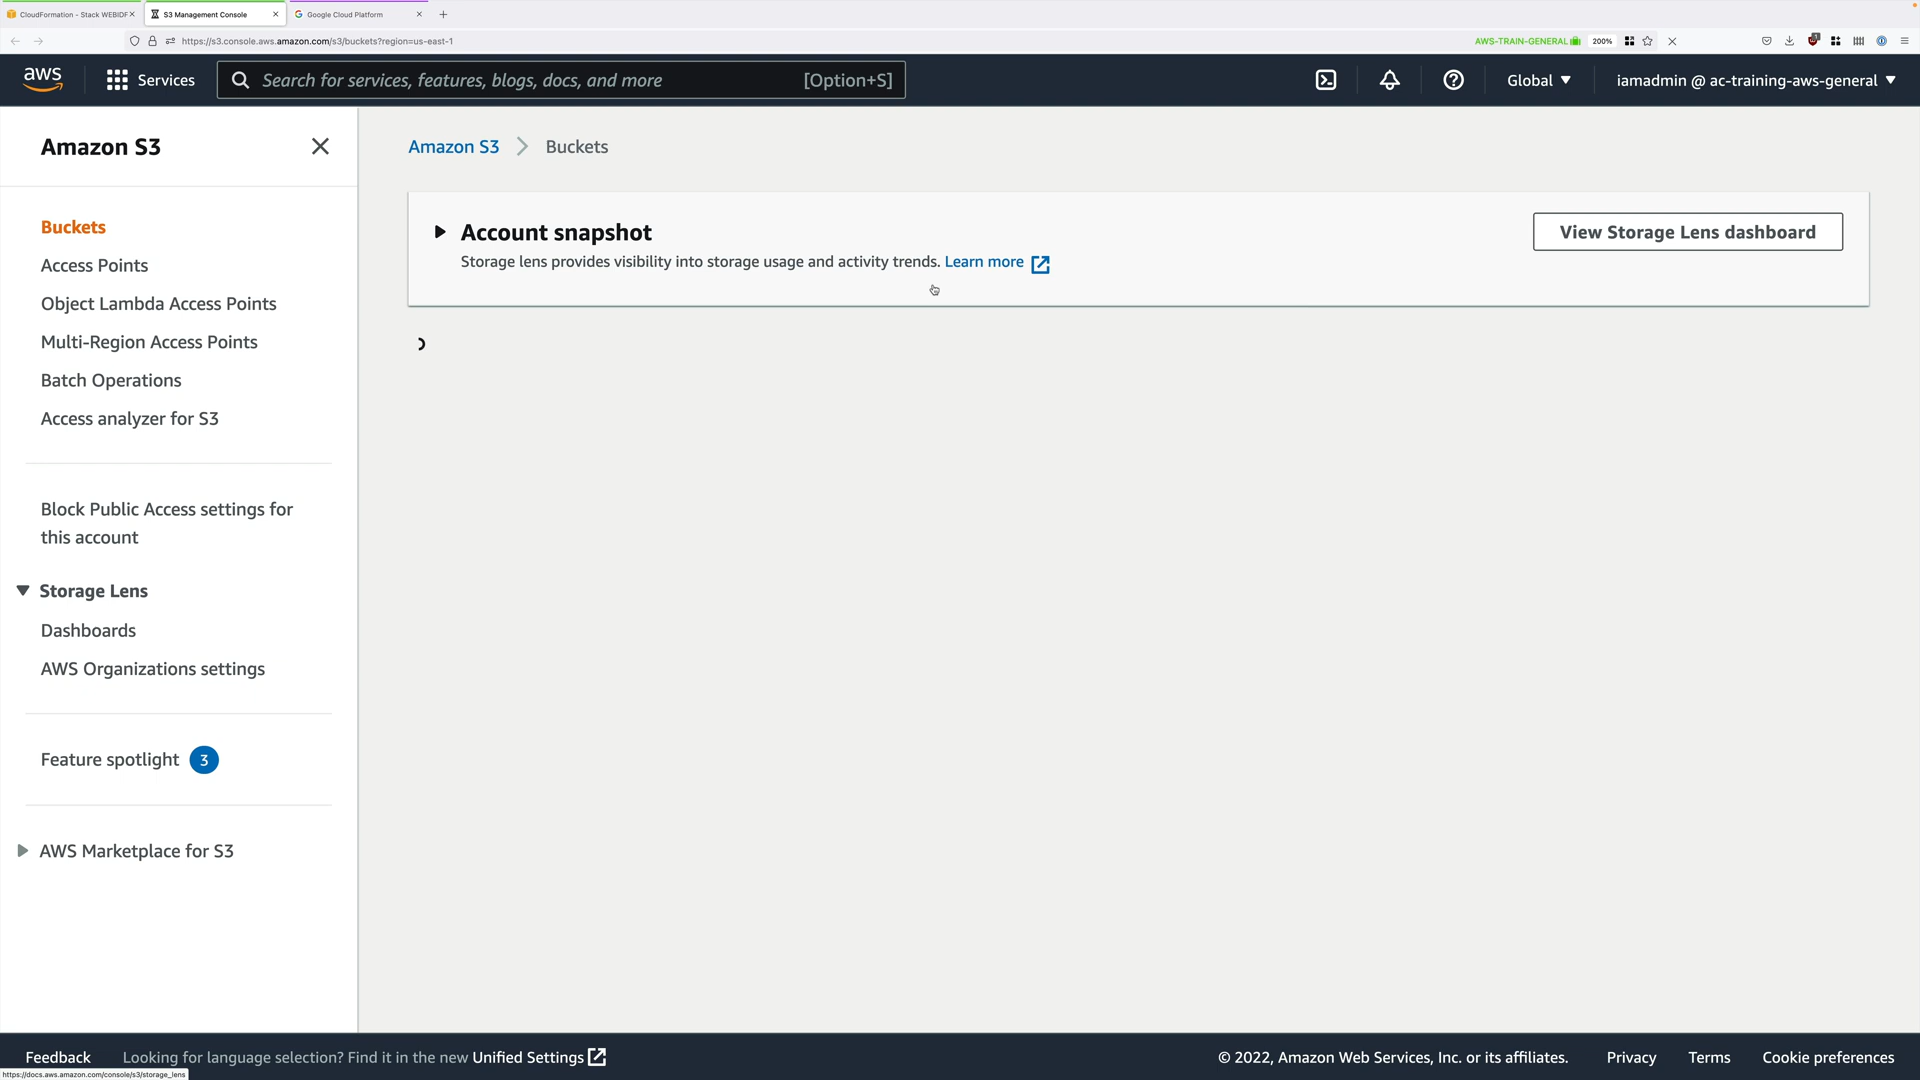 CloudFormation - Stack WEBIDF
S3 Management Console
Google Cloud Platform
https://s3.console.aws.amazon.com/s3/buckets?region=us-east-1
AWS-TRAIN-GENERAL
200%
aws
Services
Search for services, features, blogs, docs, and more
[Option+S]
Global
iamadmin @ ac-training-aws-general
Amazon S3
Buckets
Access Points
Object Lambda Access Points
Multi-Region Access Points
Batch Operations
Access analyzer for S3
Block Public Access settings for
this account
Storage Lens
Dashboards
AWS Organizations settings
Feature spotlight 3
AWS Marketplace for S3
Amazon S3 > Buckets
Account snapshot
Storage lens provides visibility into storage usage and activity trends. Learn more
View Storage Lens dashboard
Feedback
Looking for language selection? Find it in the new Unified Settings
© 2022, Amazon Web Services, Inc. or its affiliates.
Privacy
Terms
Cookie preferences
https://docs.aws.amazon.com/console/s3/storage_lens